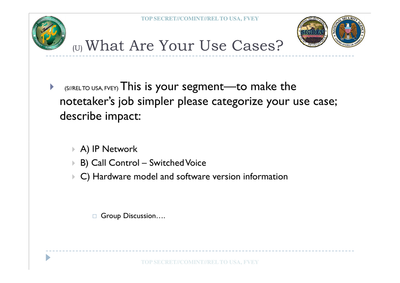 TOP SECRET//COMINT//REL TO USA, FVEY
(U) What Are Your Use Cases?
(S//REL TO USA, FVEY) This is your segment—to make the
notetaker's job simpler please categorize your use case;
describe impact:
A) IP Network
B) Call Control – Switched Voice
C) Hardware model and software version information
Group Discussion….
TOP SECRET//COMINT//REL TO USA, FVEY